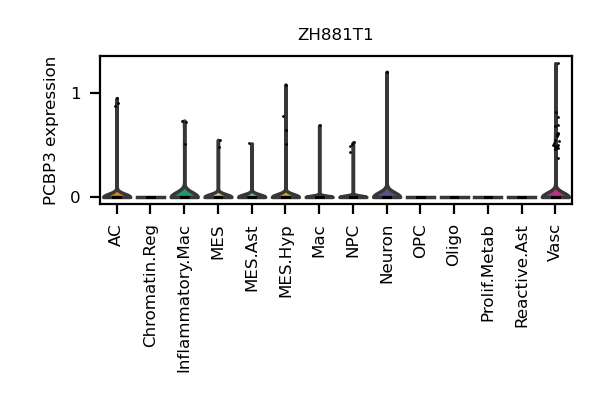 ZH881T1
PCBP3 expression
1
0
AC
Chromatin.Reg
Inflammatory.Mac
MES
MES.Ast
MES.Hyp
Mac
NPC
Neuron
OPC
Oligo
Prolif.Metab
Reactive.Ast
Vasc